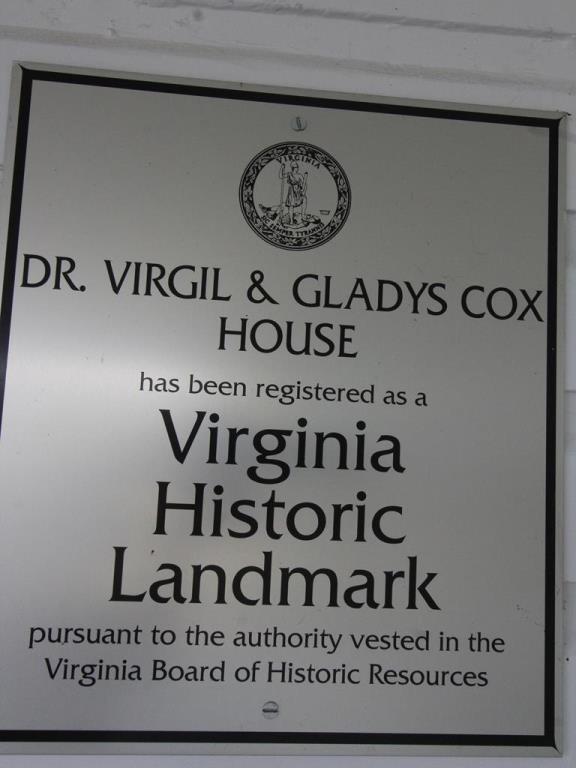 VIRGINIA
SIC SEMPER TYRANNIS
DR. VIRGIL & GLADYS COX
HOUSE
has been registered as a
Virginia
Historic
Landmark
pursuant to the authority vested in the
Virginia Board of Historic Resources